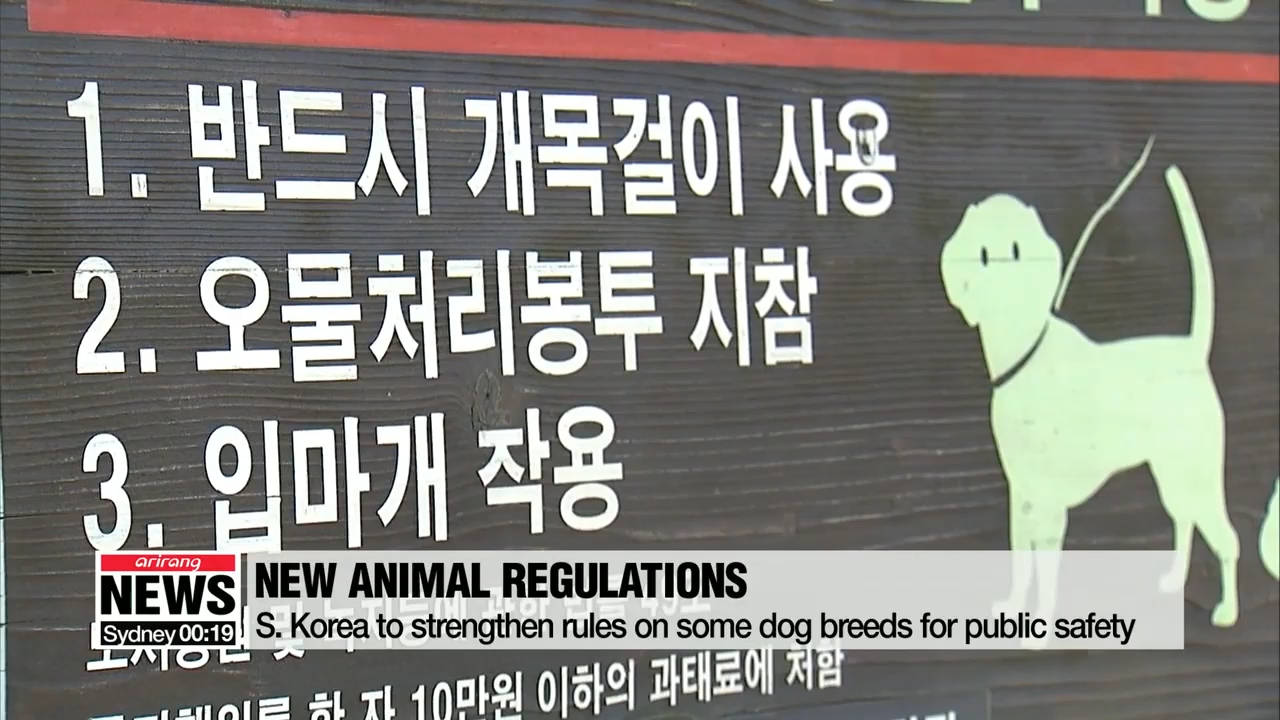 1. 반드시 개목걸이 사용
2. 오물처리봉투 지참
3. 입마개 작용
arirang
NEWS
Sydney 00:19
NEW ANIMAL REGULATIONS
S. Korea to strengthen rules on some dog breeds for public safety
한 자 10만원 이하의 과태료에 처함